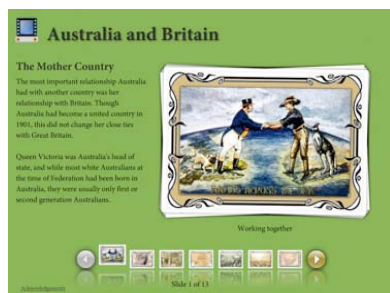 Australia and Britain
The Mother Country
The most important relationship Australia
had with another country was her
relationship with Britain. Though
Australia had become a united country in
1901, this did not change her close ties
with Great Britain.
Queen Victoria was Australia's head of
state, and while most white Australians at
the time of Federation had been born in
Australia, they were usually only first or
second generation Australians.
Working together
Slide 1 of 13
Acknowledgements